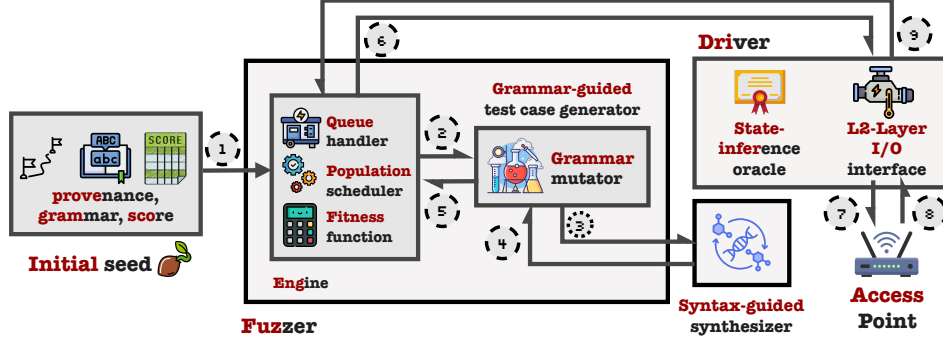 6
9
Driver
Grammar-guided
test case generator
ABC
abc
SCORE
1
Queue
handler
2
Population
scheduler
Grammar
mutator
State-
inference
oracle
L2-Layer
I/O
interface
provenance,
grammar, score
Fitness
function
5
4
3
7
8
Initial seed
Engine
Fuzzer
Syntax-guided
synthesizer
Access
Point